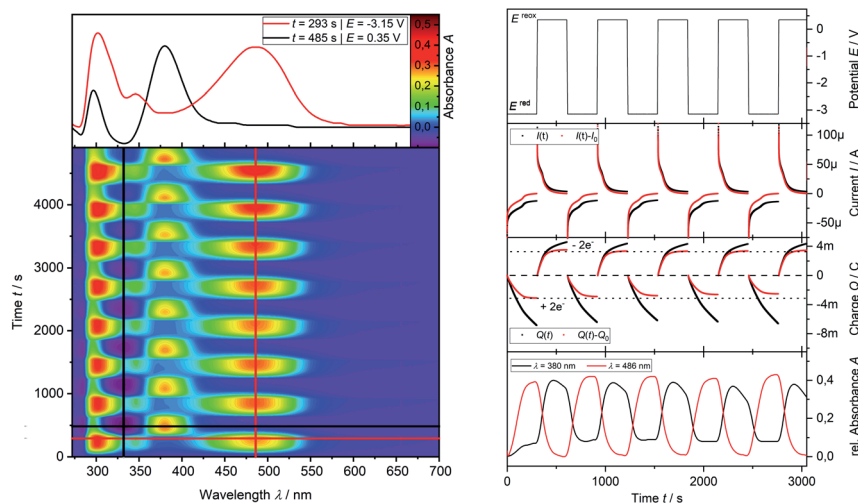 t = 293 s | E = -3.15 V
t = 485 s | E = 0.35 V
0,5
0,4
0,3
0,2
0,1
0,0
Absorbance A
4000
3000
2000
1000
0
Time t / s
300
350
400
450
500
550
600
650
700
Wavelength λ / nm
E reox
E red
0
-1
-2
-3
Potential E / V
I(t)
I(t)-I0
100µ
50µ
0
-50µ
Current I / A
- 2e-
+ 2e-
Q(t)
Q(t)-Q0
4m
0
-4m
-8m
Charge Q / C
λ = 380 nm
λ = 486 nm
0,4
0,2
0,0
rel. Absorbance A
0
1000
2000
3000
Time t / s